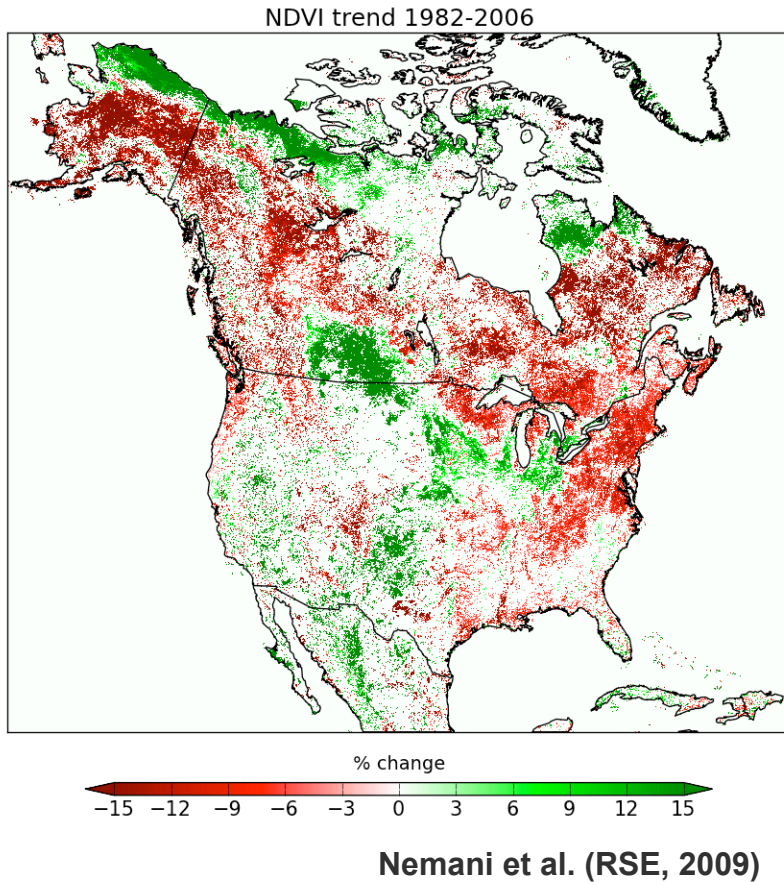 NDVI trend 1982-2006
% change
−15 −12 −9 −6 −3 0 3 6 9 12 15
Nemani et al. (RSE, 2009)